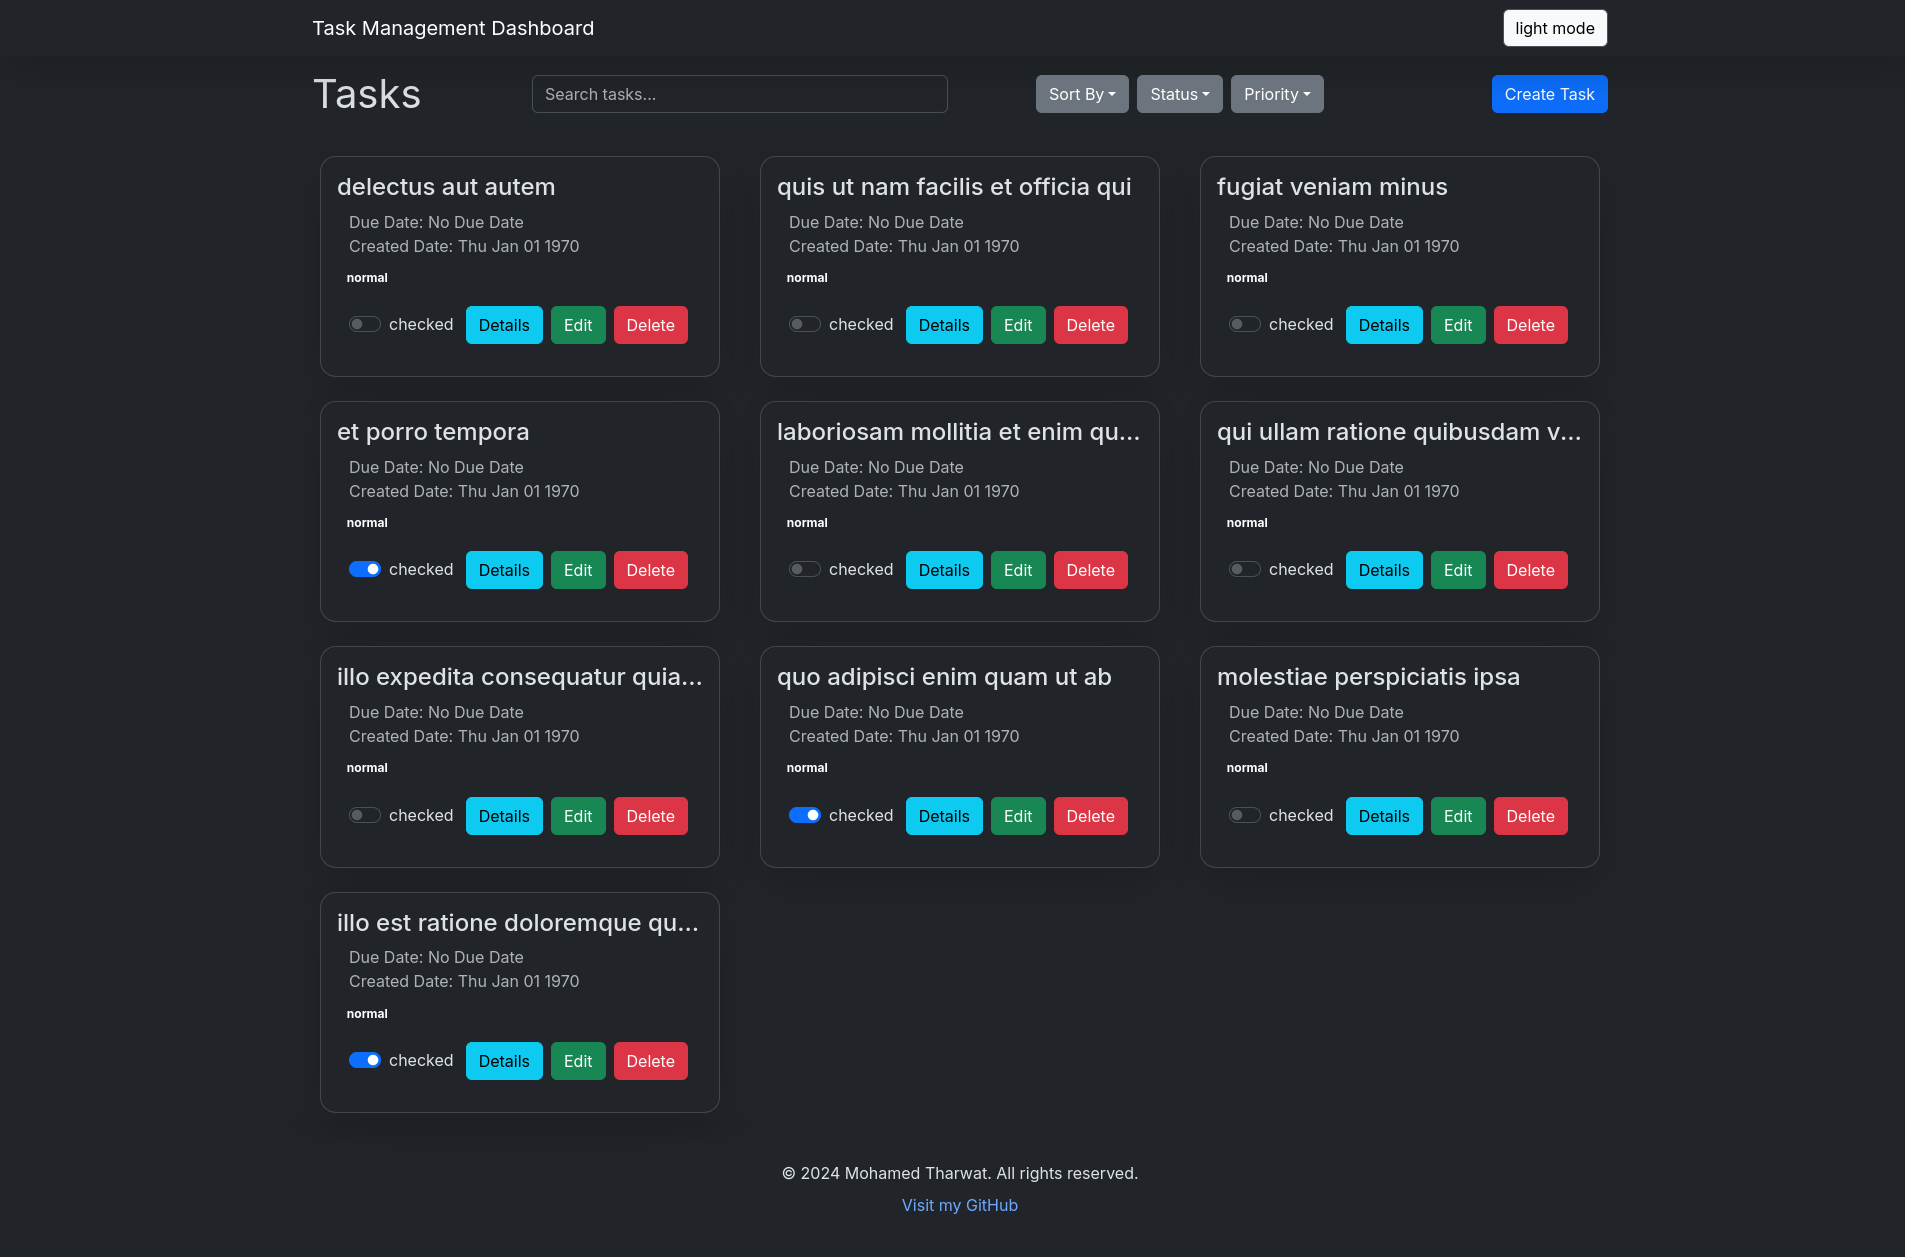 Task Management Dashboard
light mode
Tasks
Search tasks...
Sort By
Status
Priority
Create Task
delectus aut autem
Due Date: No Due Date
Created Date: Thu Jan 01 1970
normal
checked Details Edit Delete
quis ut nam facilis et officia qui
Due Date: No Due Date
Created Date: Thu Jan 01 1970
normal
checked Details Edit Delete
fugiat veniam minus
Due Date: No Due Date
Created Date: Thu Jan 01 1970
normal
checked Details Edit Delete
et porro tempora
Due Date: No Due Date
Created Date: Thu Jan 01 1970
normal
checked Details Edit Delete
laboriosam mollitia et enim qu...
Due Date: No Due Date
Created Date: Thu Jan 01 1970
normal
checked Details Edit Delete
qui ullam ratione quibusdam v...
Due Date: No Due Date
Created Date: Thu Jan 01 1970
normal
checked Details Edit Delete
illo expedita consequatur quia...
Due Date: No Due Date
Created Date: Thu Jan 01 1970
normal
checked Details Edit Delete
quo adipisci enim quam ut ab
Due Date: No Due Date
Created Date: Thu Jan 01 1970
normal
checked Details Edit Delete
molestiae perspiciatis ipsa
Due Date: No Due Date
Created Date: Thu Jan 01 1970
normal
checked Details Edit Delete
illo est ratione doloremque qu...
Due Date: No Due Date
Created Date: Thu Jan 01 1970
normal
checked Details Edit Delete
© 2024 Mohamed Tharwat. All rights reserved.
Visit my GitHub